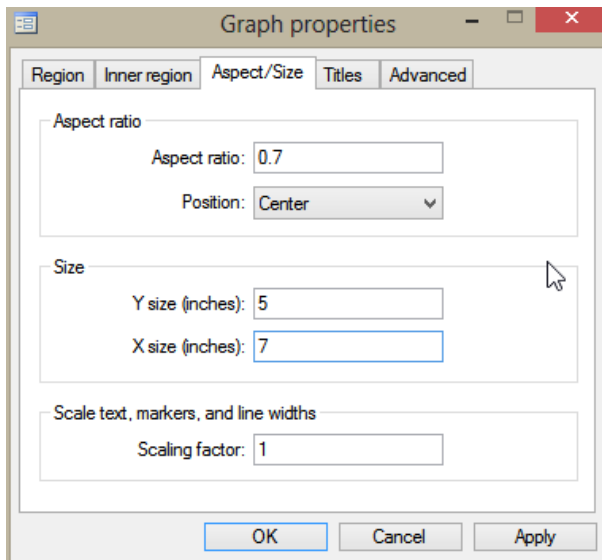 Graph properties
Region Inner region Aspect/Size Titles Advanced
Aspect ratio
Aspect ratio: 0.7
Position: Center
Size
Y size (inches): 5
X size (inches): 7
Scale text, markers, and line widths
Scaling factor: 1
OK Cancel Apply